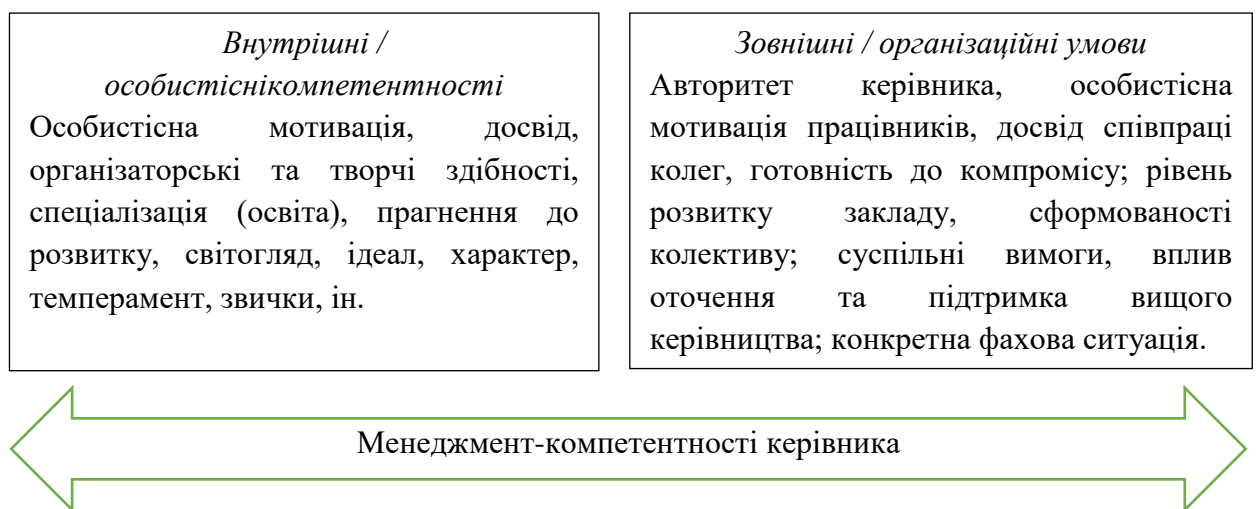 Внутрішні /
особистіснікомпетентності
Особистісна мотивація, досвід,
організаторські та творчі здібності,
спеціалізація (освіта), прагнення до
розвитку, світогляд, ідеал, характер,
темперамент, звички, ін.
Зовнішні / організаційні умови
Авторитет керівника, особистісна
мотивація працівників, досвід співпраці
колег, готовність до компромісу; рівень
розвитку закладу, сформованості
колективу; суспільні вимоги, вплив
оточення та підтримка вищого
керівництва; конкретна фахова ситуація.
Менеджмент-компетентності керівника